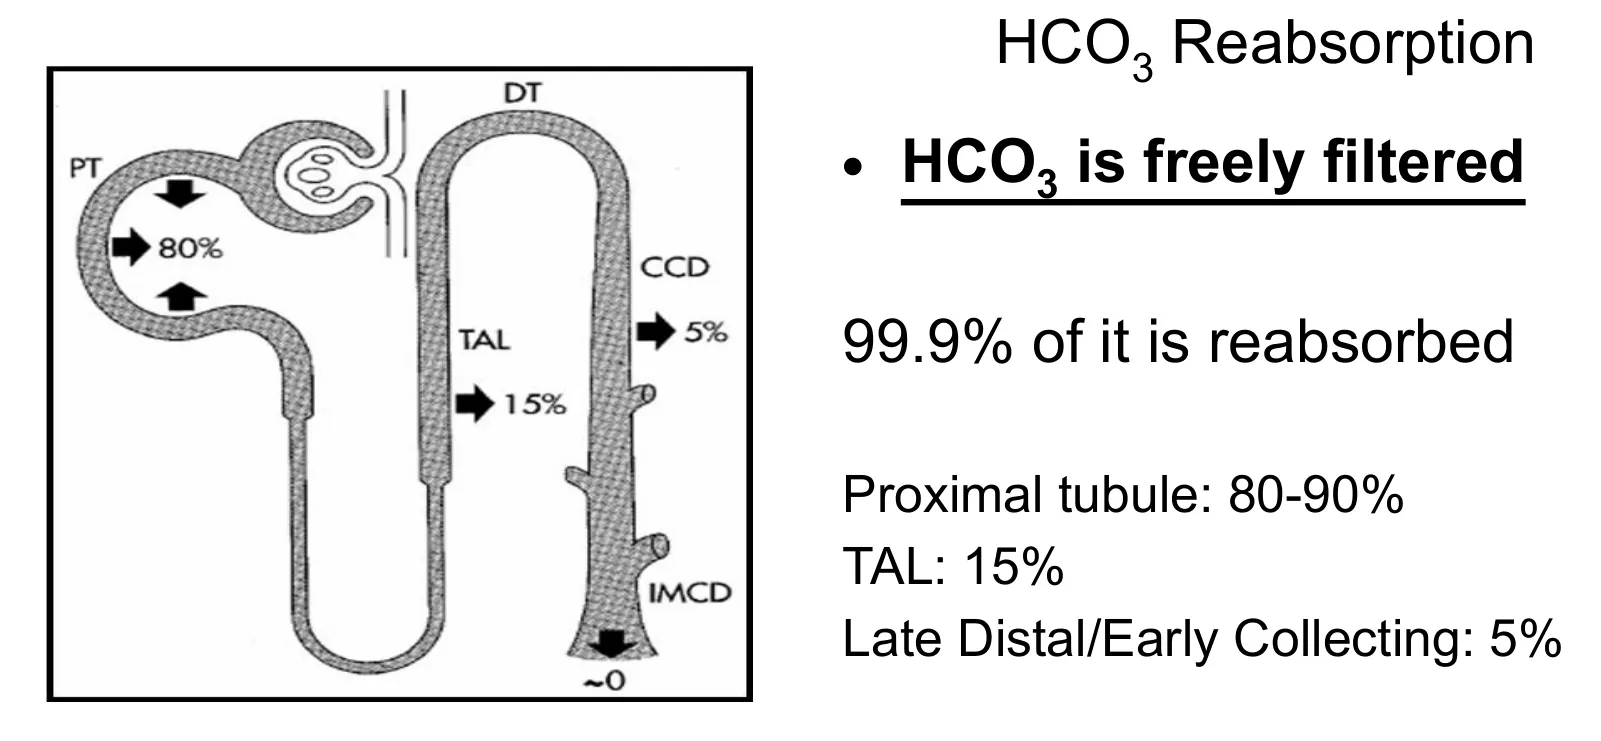 HCO3 Reabsorption
• HCO3 is freely filtered
99.9% of it is reabsorbed
Proximal tubule: 80-90%
TAL: 15%
Late Distal/Early Collecting: 5%
DT
PT
80%
CCD
5%
TAL
15%
IMCD
~0